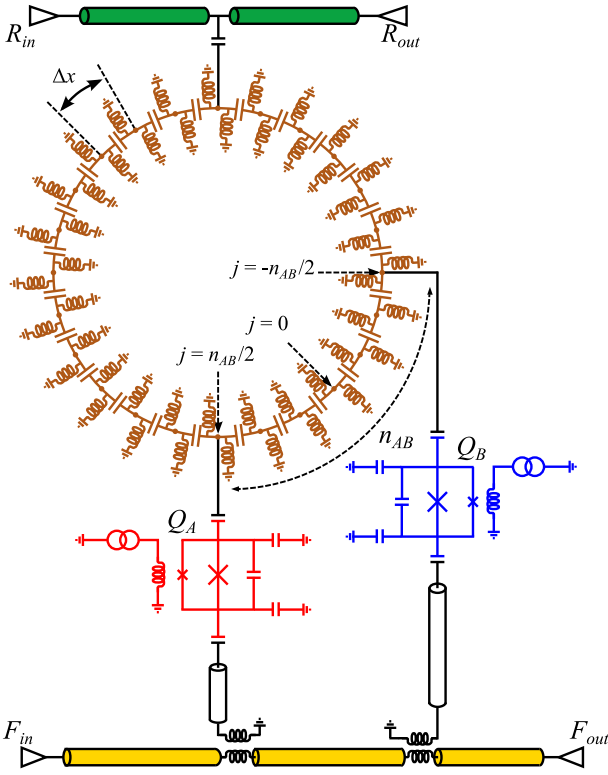 R_in
R_out
Δx
j = -n_AB/2
j = 0
j = n_AB/2
n_AB
Q_B
Q_A
F_in
F_out